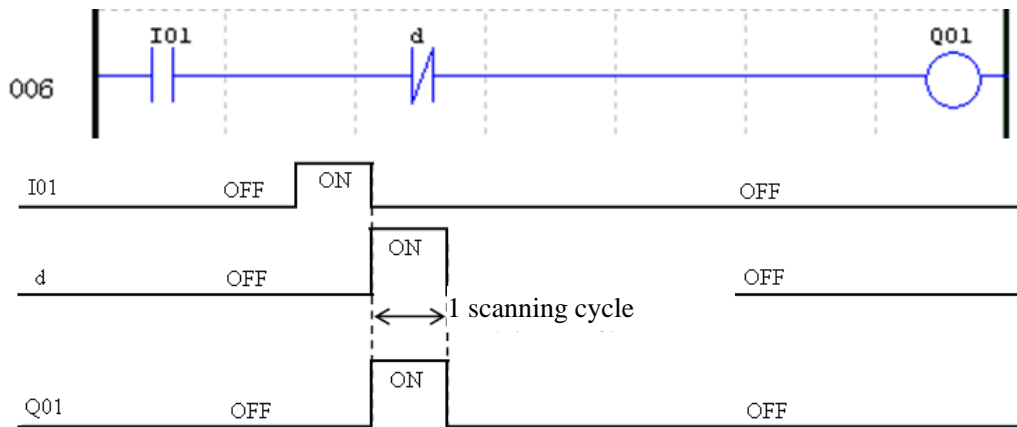 I01 d Q01
006
I01 OFF ON OFF
d OFF ON OFF
1 scanning cycle
Q01 OFF ON OFF